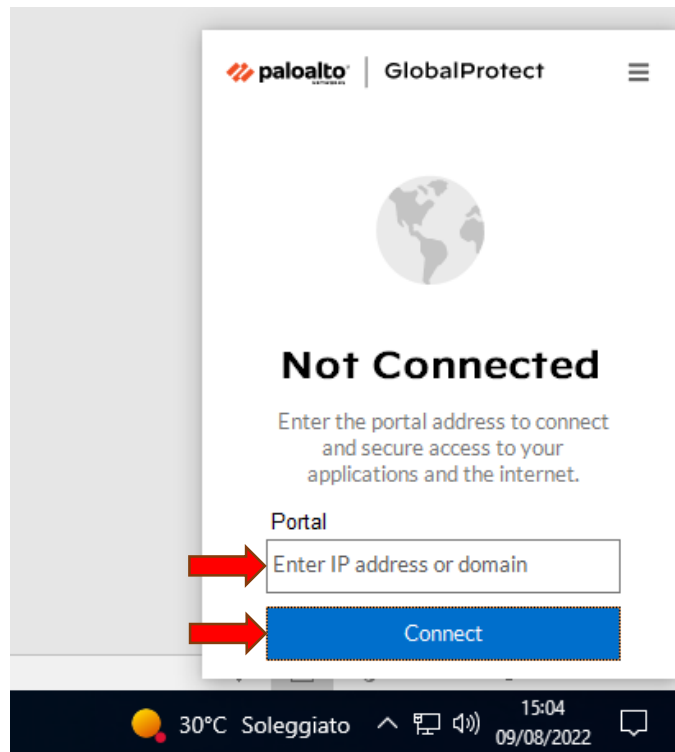 paloalto NETWORKS | GlobalProtect
Not Connected
Enter the portal address to connect
and secure access to your
applications and the internet.
Portal
Enter IP address or domain
Connect
30°C Soleggiato
15:04
09/08/2022